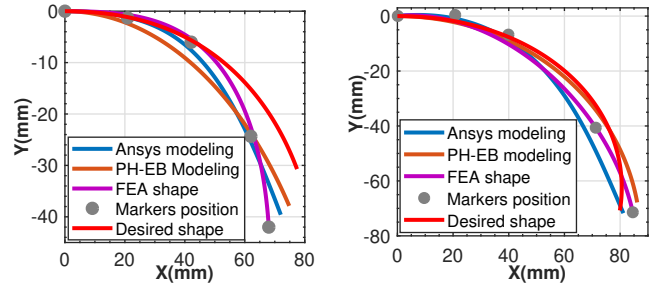 0
-10
-20
-30
-40
Y(mm)
Ansys modeling
PH-EB Modeling
FEA shape
Markers position
Desired shape
0
20
40
60
80
X(mm)
0
-20
-40
-60
-80
Y(mm)
Ansys modeling
PH-EB modeling
FEA shape
Markers position
Desired shape
0
20
40
60
80
X(mm)